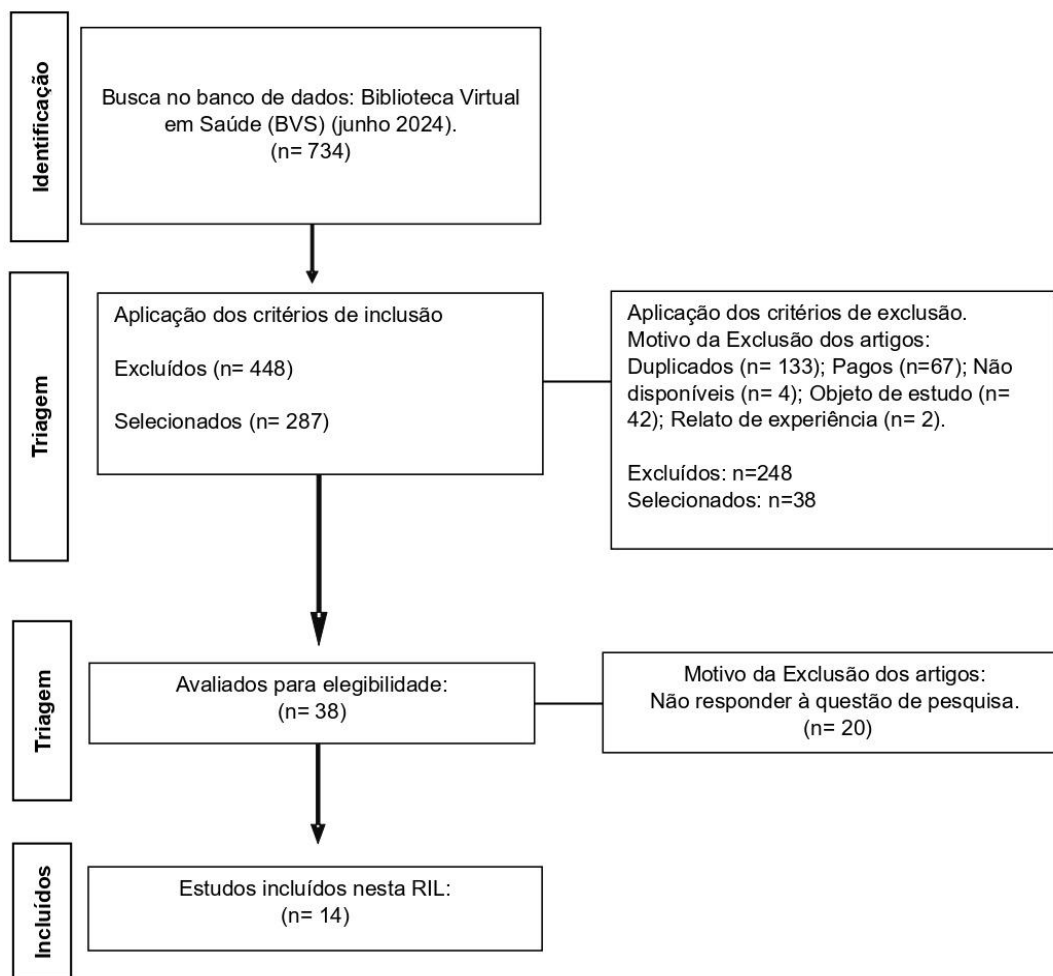 Identificação
Busca no banco de dados: Biblioteca Virtual
em Saúde (BVS) (junho 2024).
(n= 734)
Triagem
Aplicação dos critérios de inclusão
Excluídos (n= 448)
Selecionados (n= 287)
Aplicação dos critérios de exclusão.
Motivo da Exclusão dos artigos:
Duplicados (n= 133); Pagos (n=67); Não
disponíveis (n= 4); Objeto de estudo (n=
42); Relato de experiência (n= 2).
Excluídos: n=248
Selecionados: n=38
Triagem
Avaliados para elegibilidade:
(n= 38)
Motivo da Exclusão dos artigos:
Não responder à questão de pesquisa.
(n= 20)
Incluídos
Estudos incluídos nesta RIL:
(n= 14)